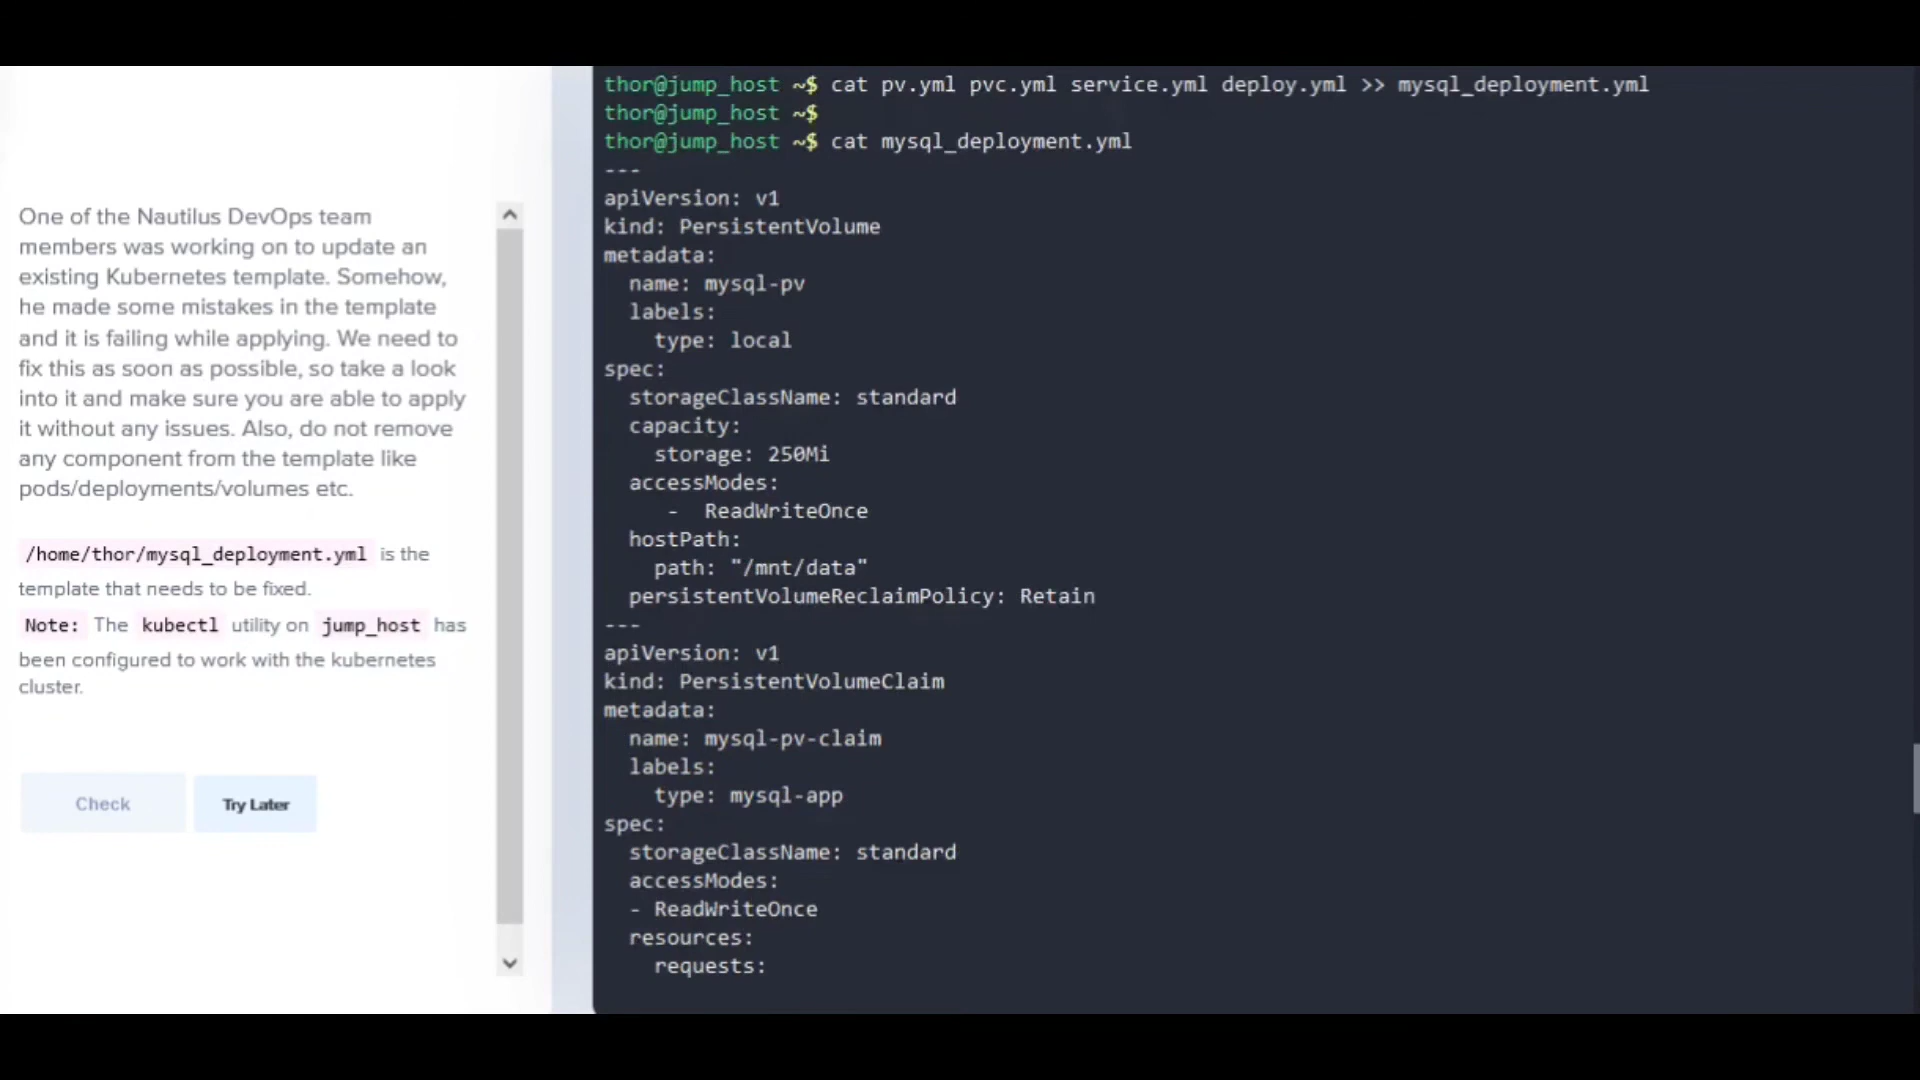 One of the Nautilus DevOps team
members was working on to update an
existing Kubernetes template. Somehow,
he made some mistakes in the template
and it is failing while applying. We need to
fix this as soon as possible, so take a look
into it and make sure you are able to apply
it without any issues. Also, do not remove
any component from the template like
pods/deployments/volumes etc.
/home/thor/mysql_deployment.yml is the
template that needs to be fixed.
Note: The kubectl utility on jump_host has
been configured to work with the kubernetes
cluster.
Check
Try Later
thor@jump_host ~$ cat pv.yml pvc.yml service.yml deploy.yml >> mysql_deployment.yml
thor@jump_host ~$
thor@jump_host ~$ cat mysql_deployment.yml
---
apiVersion: v1
kind: PersistentVolume
metadata:
  name: mysql-pv
  labels:
    type: local
spec:
  storageClassName: standard
  capacity:
    storage: 250Mi
  accessModes:
     -  ReadWriteOnce
  hostPath:
    path: "/mnt/data"
  persistentVolumeReclaimPolicy: Retain
---
apiVersion: v1
kind: PersistentVolumeClaim
metadata:
  name: mysql-pv-claim
  labels:
    type: mysql-app
spec:
  storageClassName: standard
  accessModes:
  - ReadWriteOnce
  resources:
    requests: